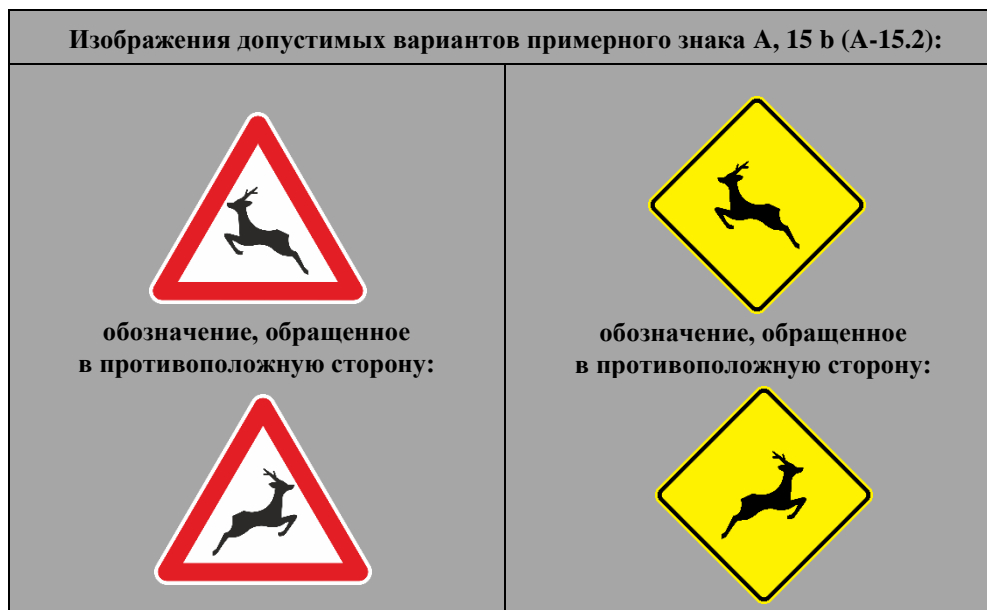 Изображения допустимых вариантов примерного знака A, 15 b (A-15.2):
обозначение, обращенное
в противоположную сторону:
обозначение, обращенное
в противоположную сторону: